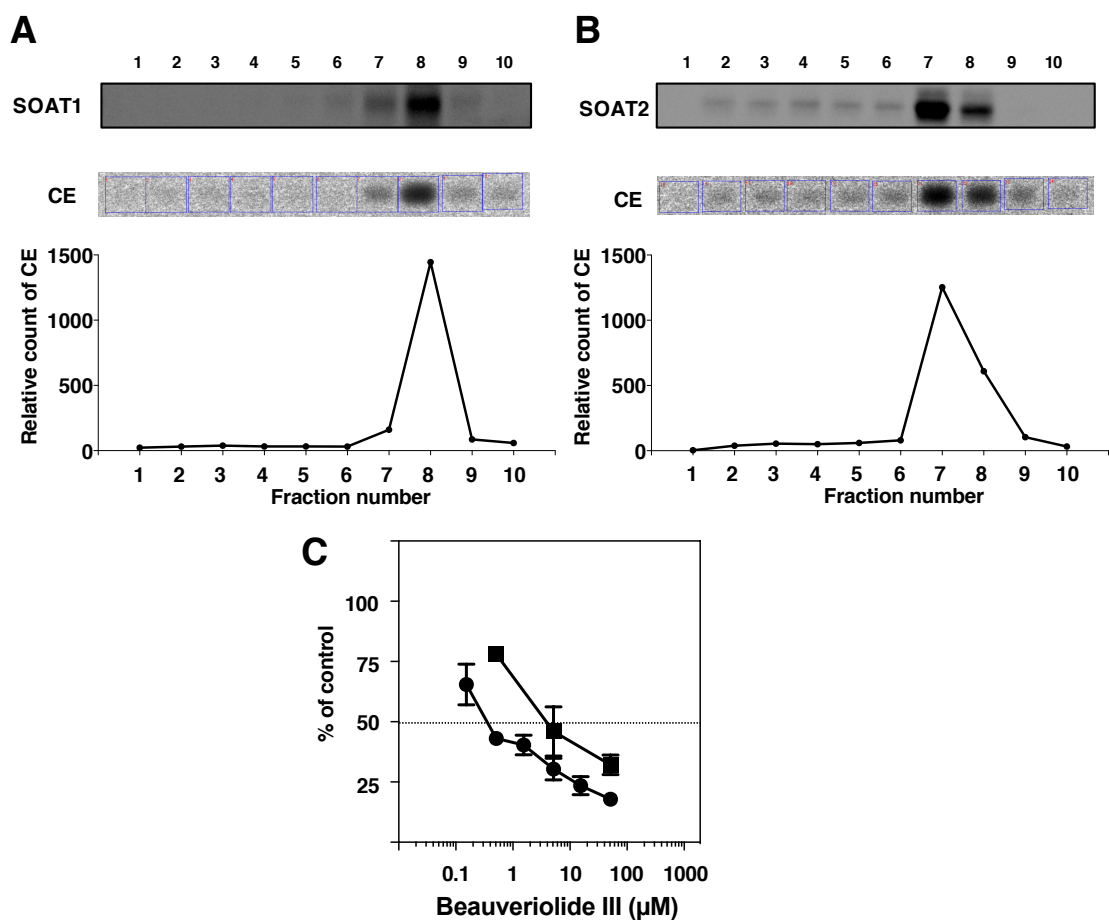 A
1 2 3 4 5 6 7 8 9 10
SOAT1
CE
1500
1000
500
0
Relative count of CE
1 2 3 4 5 6 7 8 9 10
Fraction number
B
1 2 3 4 5 6 7 8 9 10
SOAT2
CE
1500
1000
500
0
Relative count of CE
1 2 3 4 5 6 7 8 9 10
Fraction number
C
100
75
50
25
% of control
0.1 1 10 100 1000
Beauveriolide III (µM)